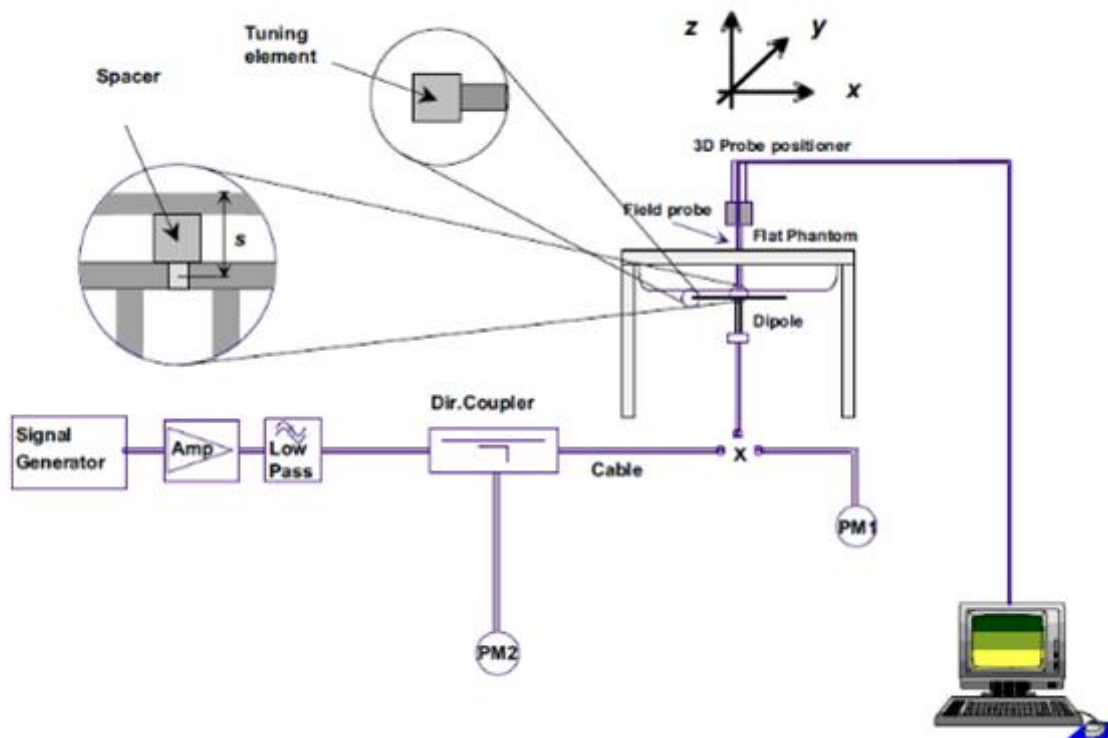 Tuning
element
Spacer
s
z
y
x
3D Probe positioner
Field probe
Flat Phantom
Dipole
Dir.Coupler
Signal
Generator
Amp
Low
Pass
Cable
X
PM1
PM2